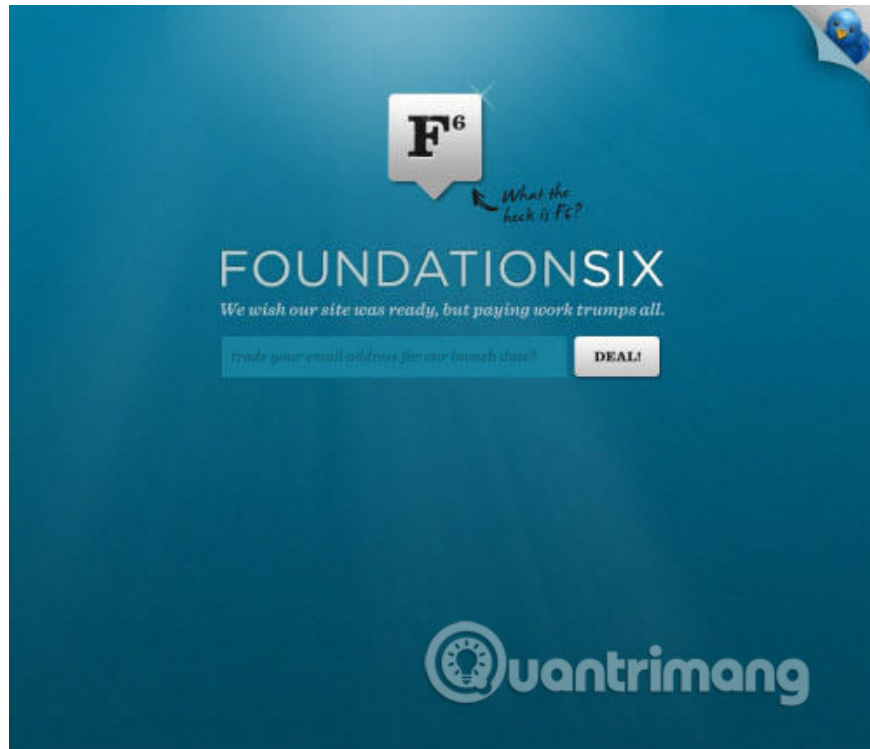 F⁶
What the
heck is F6?
FOUNDATIONSIX
We wish our site was ready, but paying work trumps all.
trade your email address for our launch date?
DEAL!
Quantrimang